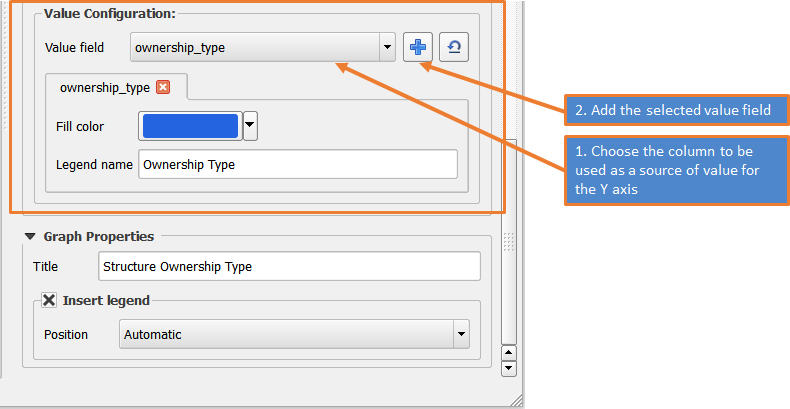 Value Configuration:
Value field
ownership_type
ownership_type
Fill color
Legend name
Ownership Type
2. Add the selected value field
1. Choose the column to be
used as a source of value for
the Y axis
Graph Properties
Title
Structure Ownership Type
Insert legend
Position
Automatic